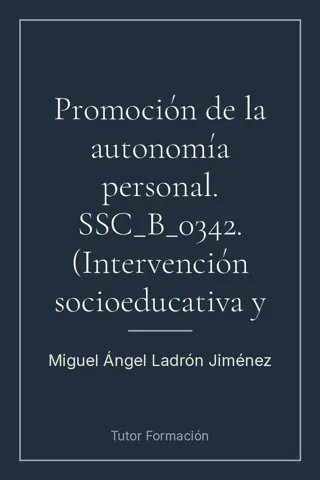 Promoción de la
autonomía
personal.
SSC_B_0342.
(Intervención
socioeducativa y
Miguel Ángel Ladrón Jiménez
Tutor Formación